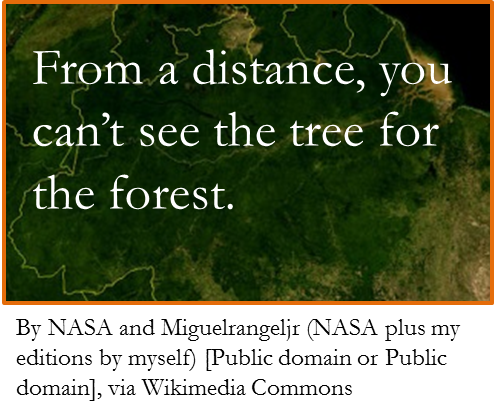 From a distance, you
can’t see the tree for
the forest.
By NASA and Miguelrangeljr (NASA plus my
editions by myself) [Public domain or Public
domain], via Wikimedia Commons